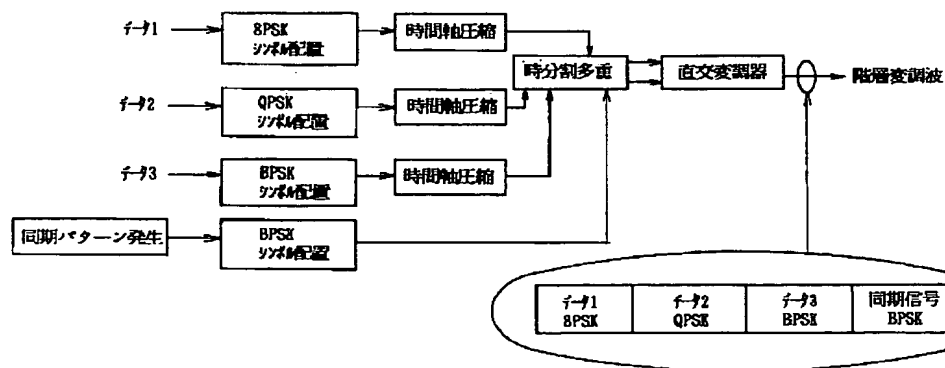 データ1
8PSK
シンボル配置
時間軸圧縮
時分割多重
直交変調器
階層変調波
データ2
QPSK
シンボル配置
時間軸圧縮
データ3
BPSK
シンボル配置
時間軸圧縮
同期パターン発生
BPSK
シンボル配置
データ1
8PSK
データ2
QPSK
データ3
BPSK
同期信号
BPSK